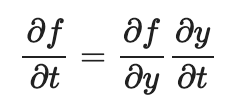 ∂f/∂t = ∂f/∂y ∂y/∂t